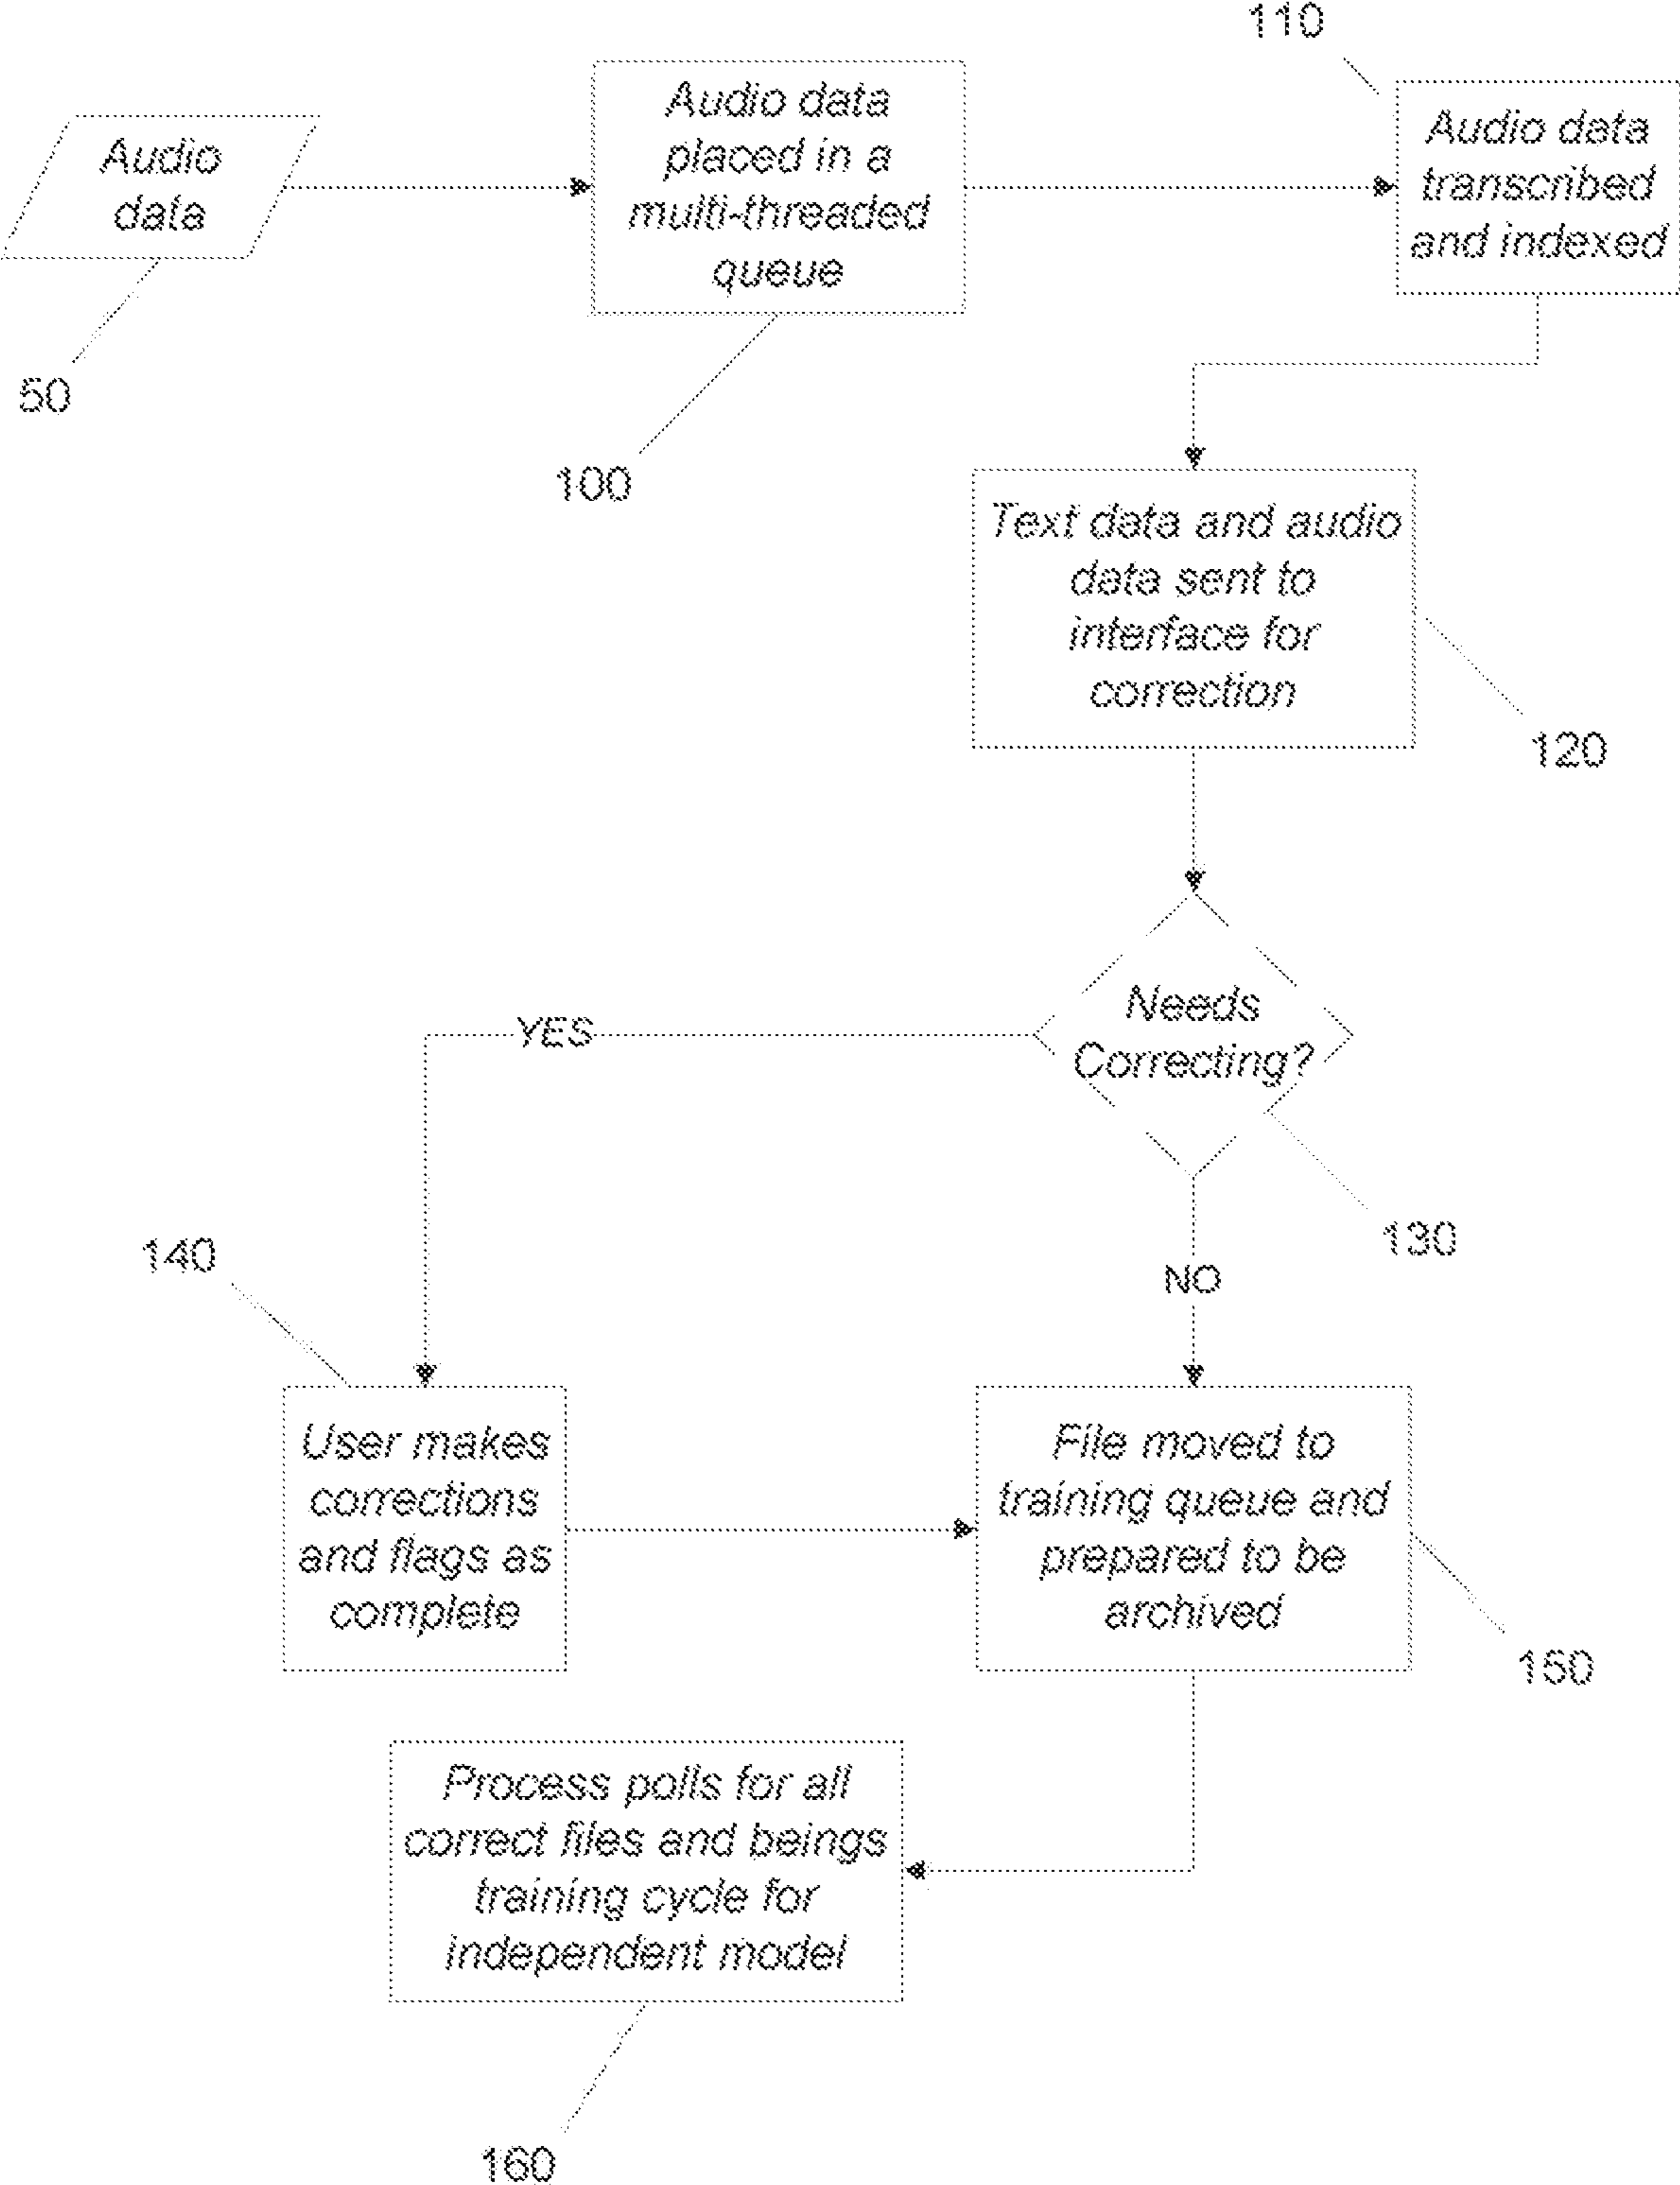 110
Audio
data
50
Audio data
placed in a
multi-threaded
queue
100
Audio data
transcribed
and indexed
Text data and audio
data sent to
interface for
correction
120
Needs
Correcting?
130
YES
NO
140
User makes
corrections
and flags as
complete
File moved to
training queue and
prepared to be
archived
150
Process polls for all
correct files and beings
training cycle for
independent model
160